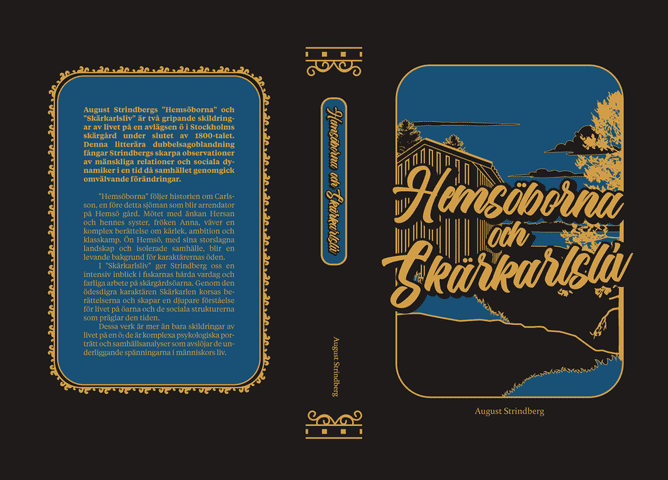 August Strindbergs "Hemsöborna" och
"Skärkarlsliv" är två gripande skildring-
ar av livet på en avlägsen ö i Stockholms
skärgård under slutet av 1800-talet.
Denna litterära dubbelsagoblandning
fångar Strindbergs skarpa observationer
av mänskliga relationer och sociala dy-
namiker i en tid då samhället genomgick
omvälvande förändringar.
"Hemsöborna" följer historien om Carls-
son, en före detta sjöman som blir arrendator
på Hemsö gård. Mötet med änkan Hersan
och hennes syster, fröken Anna, väver en
komplex berättelse om kärlek, ambition och
klasskamp. Ön Hemsö, med sina storslagna
landskap och isolerade samhälle, blir en
levande bakgrund för karaktärernas öden.
I "Skärkarlsliv" ger Strindberg oss en
intensiv inblick i fiskarnas hårda vardag och
farliga arbete på skärgårdsöarna. Genom den
ödesdigra karaktären Skärkarlen korsas be-
rättelserna och skapar en djupare förståelse
för livet på öarna och de sociala strukturerna
som präglar den tiden.
Dessa verk är mer än bara skildringar av
livet på en ö; de är komplexa psykologiska por-
trätt och samhällsanalyser som avslöjar de un-
derliggande spänningarna i människors liv.
Hemsöborna och Skärkarlsliv
August Strindberg
Hemsöborna
och
Skärkarlsliv
August Strindberg